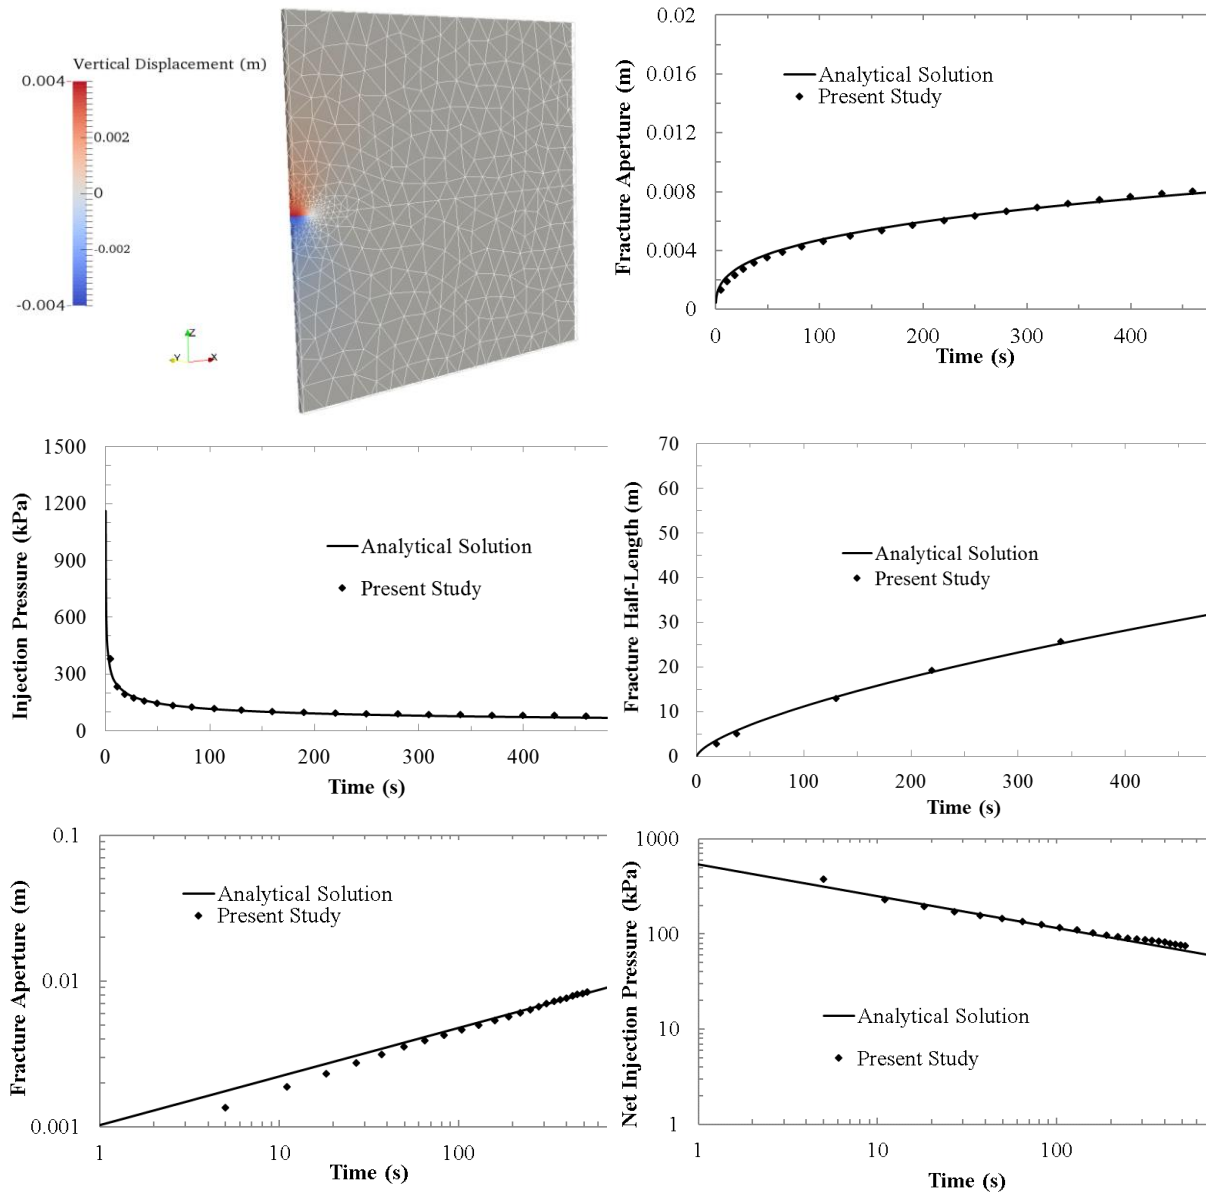 Vertical Displacement (m)
0.004
0.002
0
-0.002
-0.004
Z
Y
X
0.02
0.016
0.012
0.008
0.004
0
Fracture Aperture (m)
Analytical Solution
Present Study
0
100
200
300
400
Time (s)
1500
1200
900
600
300
0
Injection Pressure (kPa)
Analytical Solution
Present Study
0
100
200
300
400
Time (s)
70
60
50
40
30
20
10
0
Fracture Half-Length (m)
Analytical Solution
Present Study
0
100
200
300
400
Time (s)
0.1
0.01
0.001
Fracture Aperture (m)
Analytical Solution
Present Study
1
10
100
Time (s)
1000
100
10
1
Net Injection Pressure (kPa)
Analytical Solution
Present Study
1
10
100
Time (s)